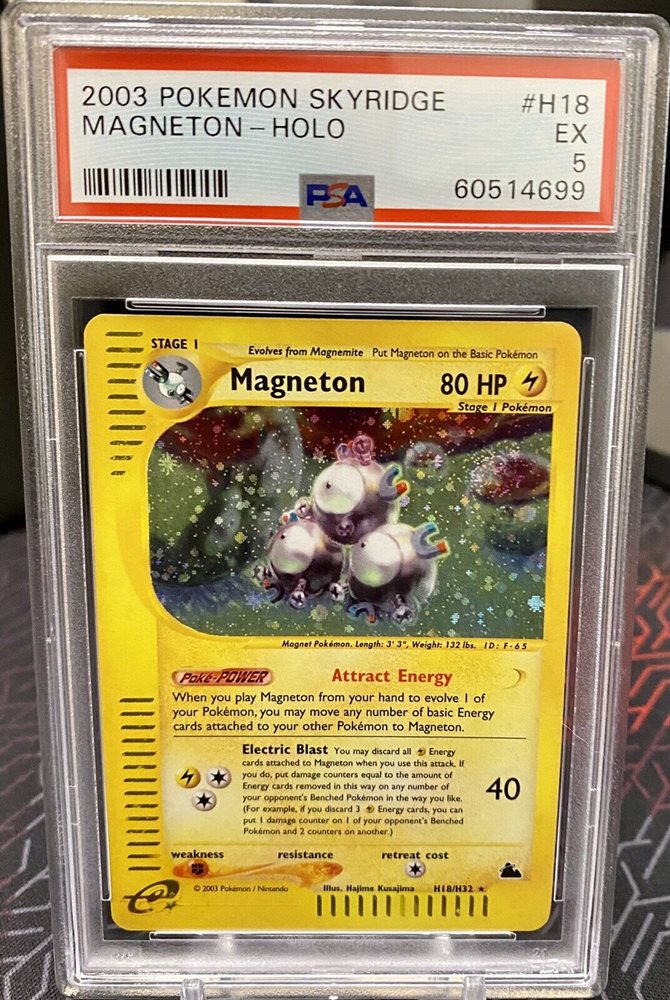 2003 POKEMON SKYRIDGE #H18
MAGNETON – HOLO EX
5
PSA 60514699
STAGE 1 Evolves from Magnemite Put Magneton on the Basic Pokémon
Magneton 80 HP
Stage 1 Pokémon
Magnet Pokémon. Length: 3' 3", Weight: 132 lbs. ID: F-65
Poké-POWER Attract Energy
When you play Magneton from your hand to evolve 1 of
your Pokémon, you may move any number of basic Energy
cards attached to your other Pokémon to Magneton.
Electric Blast You may discard all Energy
cards attached to Magneton when you use this attack. If
you do, put damage counters equal to the amount of
Energy cards removed in this way on any number of
your opponent's Benched Pokémon in the way you like.
(For example, if you discard 3 Energy cards, you can
put 1 damage counter on 1 of your opponent's Benched
Pokémon and 2 counters on another.)
40
weakness resistance retreat cost
© 2003 Pokémon / Nintendo Illus. Hajime Kusajima H18/H32 ★
e